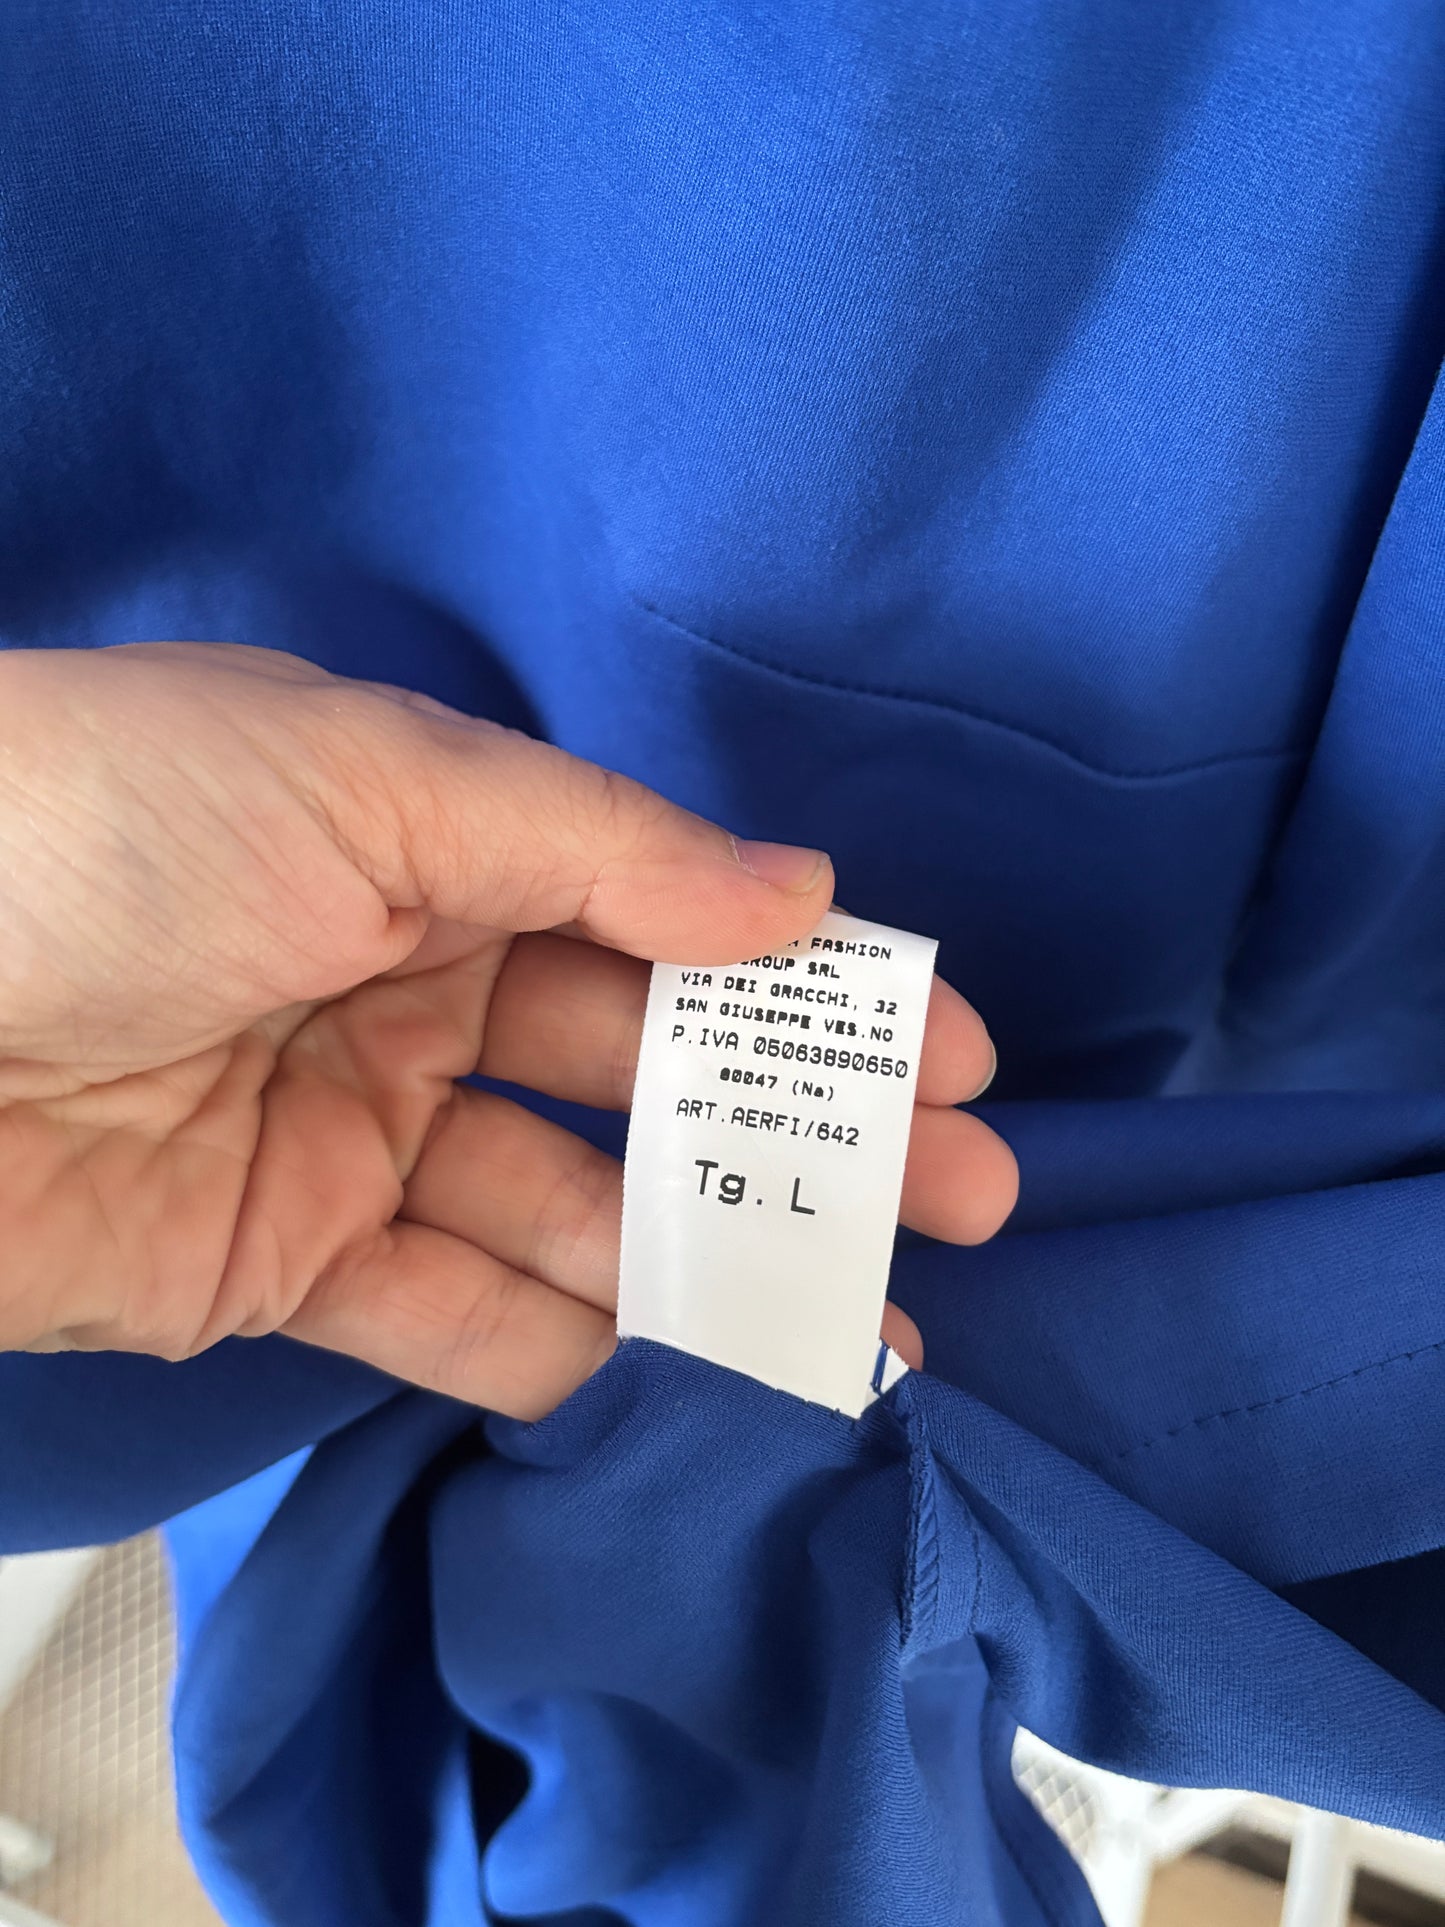 FASHION
GROUP SRL
VIA DEI GRACCHI, 32
SAN GIUSEPPE VES.NO
P.IVA 05063890650
80047 (Na)
ART.AERFI/642
Tg. L